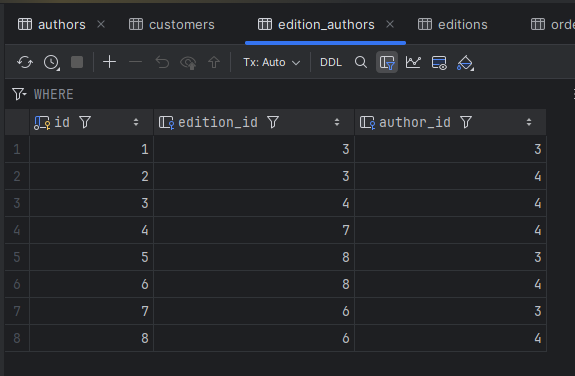 authors customers edition_authors editions orde
Tx: Auto DDL
WHERE
id edition_id author_id
1 1 3 3
2 2 3 4
3 3 4 4
4 4 7 4
5 5 8 3
6 6 8 4
7 7 6 3
8 8 6 4